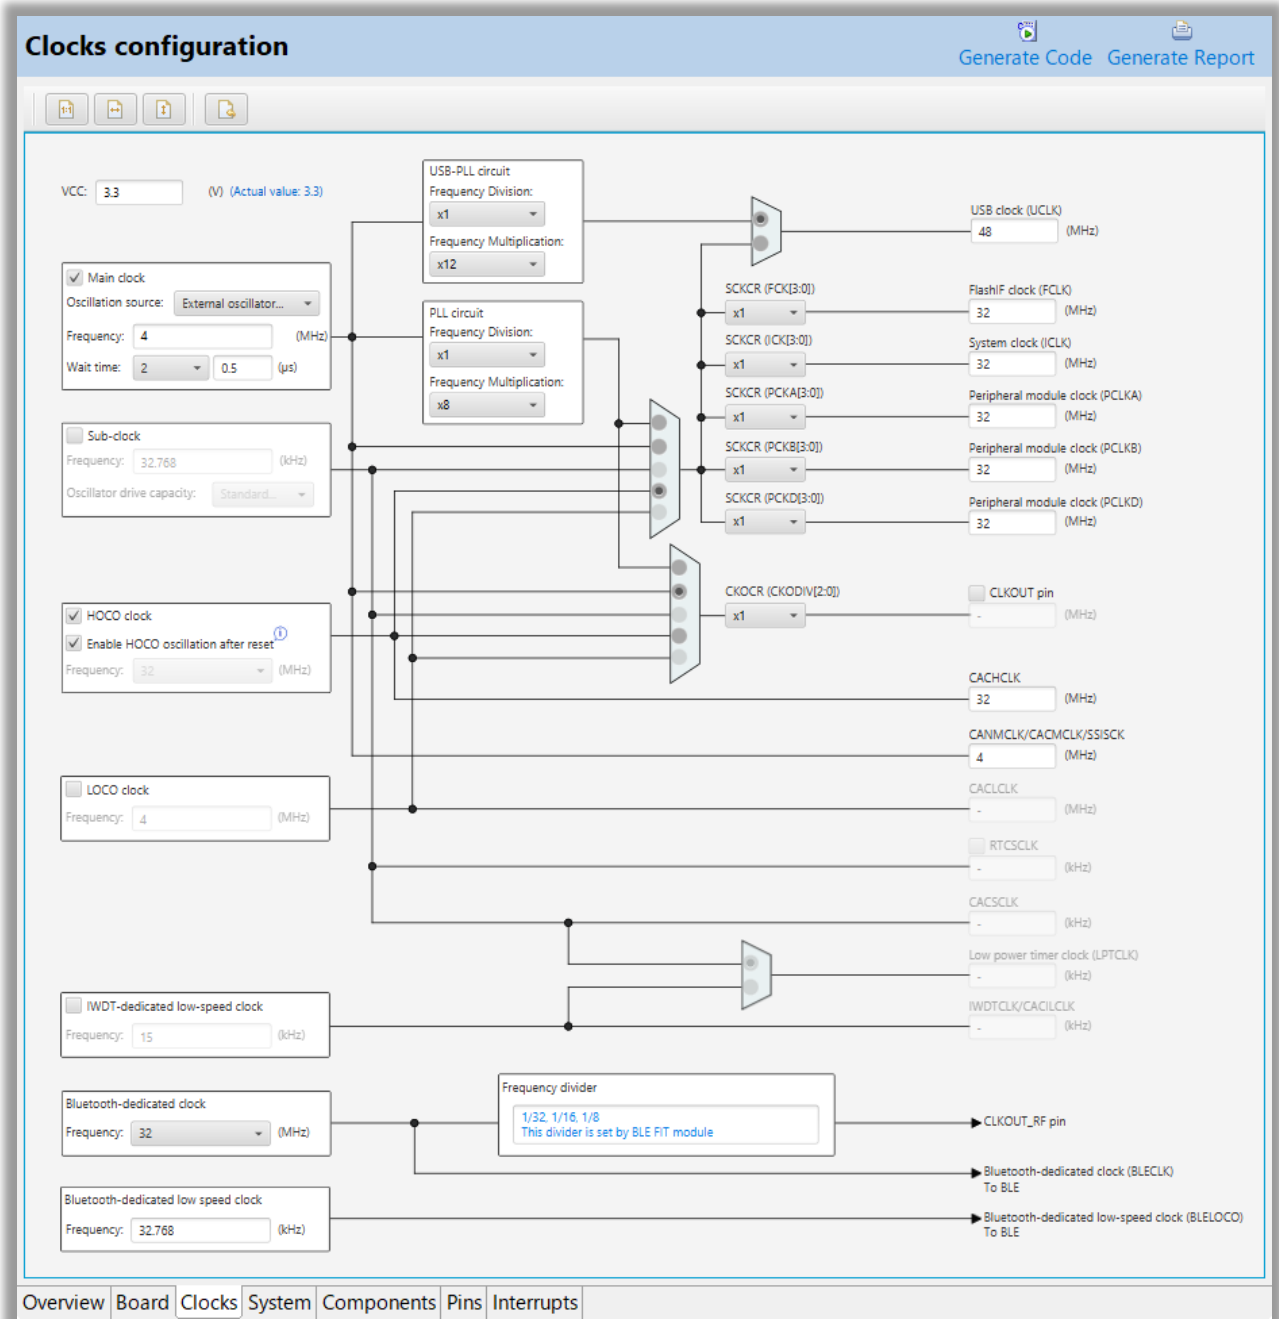 Clocks configuration
Generate Code
Generate Report
VCC: 3.3 (V) (Actual value: 3.3)
USB-PLL circuit
Frequency Division:
x1
Frequency Multiplication:
x12
USB clock (UCLK)
48 (MHz)
Main clock
Oscillation source: External oscillator...
Frequency: 4 (MHz)
Wait time: 2 0.5 (μs)
PLL circuit
Frequency Division:
x1
Frequency Multiplication:
x8
SCKCR (FCK[3:0])
x1
FlashIF clock (FCLK)
32 (MHz)
SCKCR (ICK[3:0])
x1
System clock (ICLK)
32 (MHz)
SCKCR (PCKA[3:0])
x1
Peripheral module clock (PCLKA)
32 (MHz)
SCKCR (PCKB[3:0])
x1
Peripheral module clock (PCLKB)
32 (MHz)
SCKCR (PCKD[3:0])
x1
Peripheral module clock (PCLKD)
32 (MHz)
Sub-clock
Frequency: 32.768 (kHz)
Oscillator drive capacity: Standard...
HOCO clock
Enable HOCO oscillation after reset
Frequency: 32 (MHz)
CKOCR (CKODIV[2:0])
x1
CLKOUT pin
- (MHz)
CACHCLK
32 (MHz)
CANMCLK/CACMCLK/SSISCK
4 (MHz)
LOCO clock
Frequency: 4 (MHz)
CACLCLK
- (MHz)
RTCSCLK
- (kHz)
CACSCLK
- (kHz)
Low power timer clock (LPTCLK)
- (kHz)
IWDT-dedicated low-speed clock
Frequency: 15 (kHz)
IWDTCLK/CACILCLK
- (kHz)
Bluetooth-dedicated clock
Frequency: 32 (MHz)
Frequency divider
1/32, 1/16, 1/8
This divider is set by BLE FIT module
CLKOUT_RF pin
Bluetooth-dedicated clock (BLECLK)
To BLE
Bluetooth-dedicated low speed clock
Frequency: 32.768 (kHz)
Bluetooth-dedicated low-speed clock (BLELOCO)
To BLE
Overview Board Clocks System Components Pins Interrupts